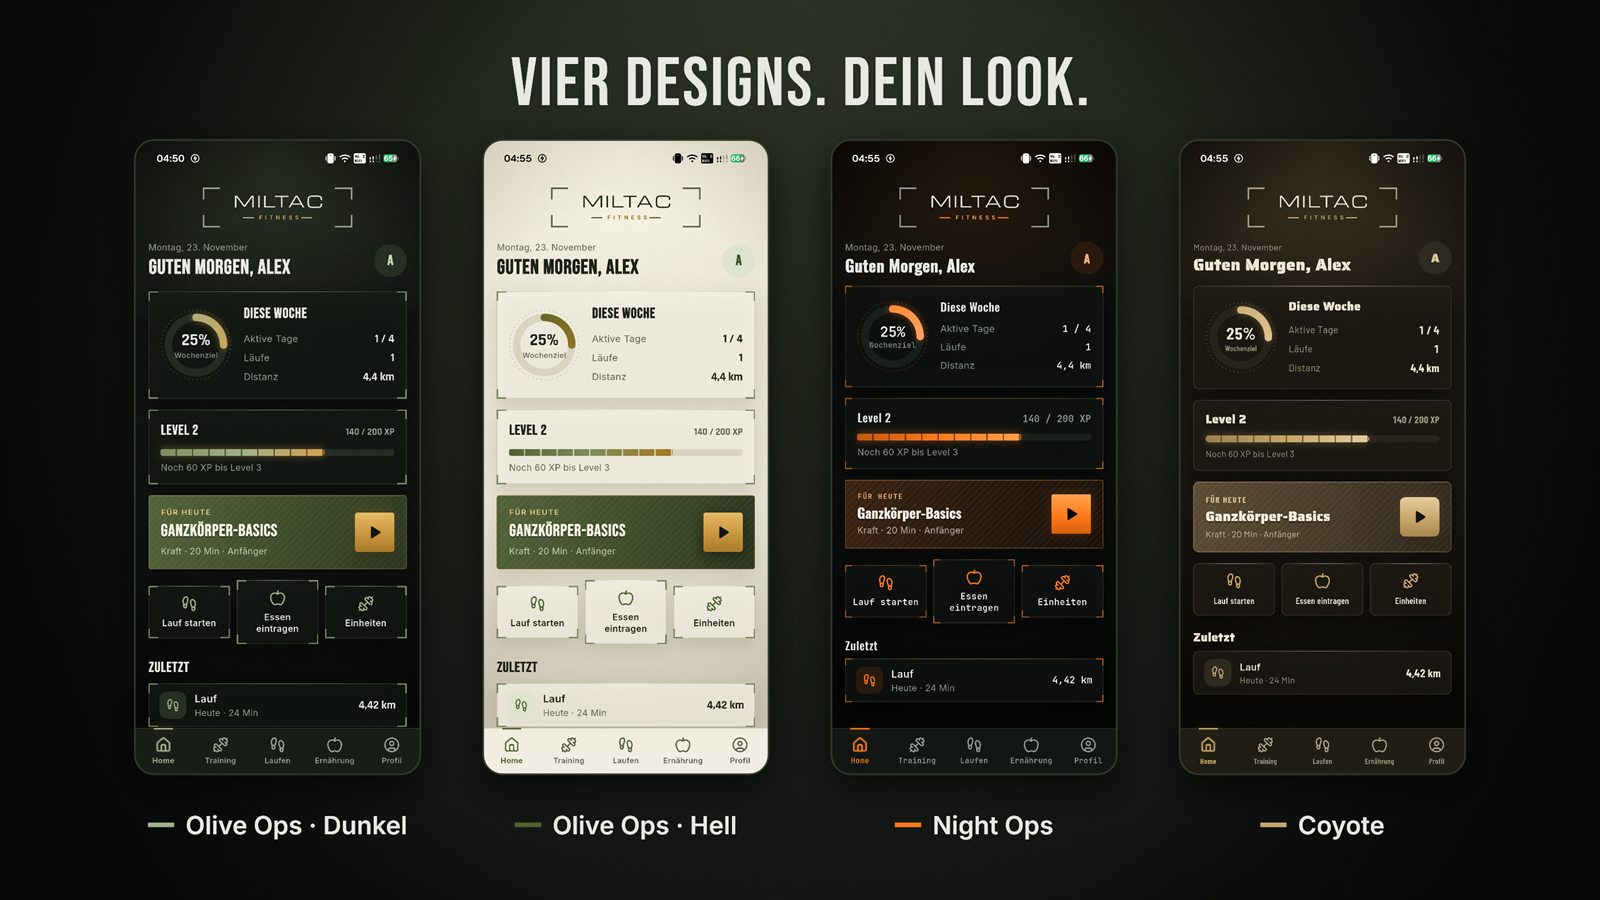 VIER DESIGNS. DEIN LOOK.
04:50
65
MILTAC
FITNESS
Montag, 23. November
GUTEN MORGEN, ALEX
A
25%
Wochenziel
DIESE WOCHE
Aktive Tage 1 / 4
Läufe 1
Distanz 4,4 km
LEVEL 2 140 / 200 XP
Noch 60 XP bis Level 3
FÜR HEUTE
GANZKÖRPER-BASICS
Kraft · 20 Min · Anfänger
Lauf starten
Essen
eintragen
Einheiten
ZULETZT
Lauf
Heute · 24 Min
4,42 km
Home Training Laufen Ernährung Profil
Olive Ops · Dunkel
04:55
66
MILTAC
FITNESS
Montag, 23. November
GUTEN MORGEN, ALEX
A
25%
Wochenziel
DIESE WOCHE
Aktive Tage 1 / 4
Läufe 1
Distanz 4,4 km
LEVEL 2 140 / 200 XP
Noch 60 XP bis Level 3
FÜR HEUTE
GANZKÖRPER-BASICS
Kraft · 20 Min · Anfänger
Lauf starten
Essen
eintragen
Einheiten
ZULETZT
Lauf
Heute · 24 Min
4,42 km
Home Training Laufen Ernährung Profil
Olive Ops · Hell
04:55
66
MILTAC
FITNESS
Montag, 23. November
Guten Morgen, Alex
A
25%
Wochenziel
Diese Woche
Aktive Tage 1 / 4
Läufe 1
Distanz 4,4 km
Level 2 140 / 200 XP
Noch 60 XP bis Level 3
FÜR HEUTE
Ganzkörper-Basics
Kraft · 20 Min · Anfänger
Lauf starten
Essen
eintragen
Einheiten
Zuletzt
Lauf
Heute · 24 Min
4,42 km
Home Training Laufen Ernährung Profil
Night Ops
04:55
66
MILTAC
FITNESS
Montag, 23. November
Guten Morgen, Alex
A
25%
Wochenziel
Diese Woche
Aktive Tage 1 / 4
Läufe 1
Distanz 4,4 km
Level 2 140 / 200 XP
Noch 60 XP bis Level 3
FÜR HEUTE
Ganzkörper-Basics
Kraft · 20 Min · Anfänger
Lauf starten
Essen eintragen
Einheiten
Zuletzt
Lauf
Heute · 24 Min
4,42 km
Home Training Laufen Ernährung Profil
Coyote